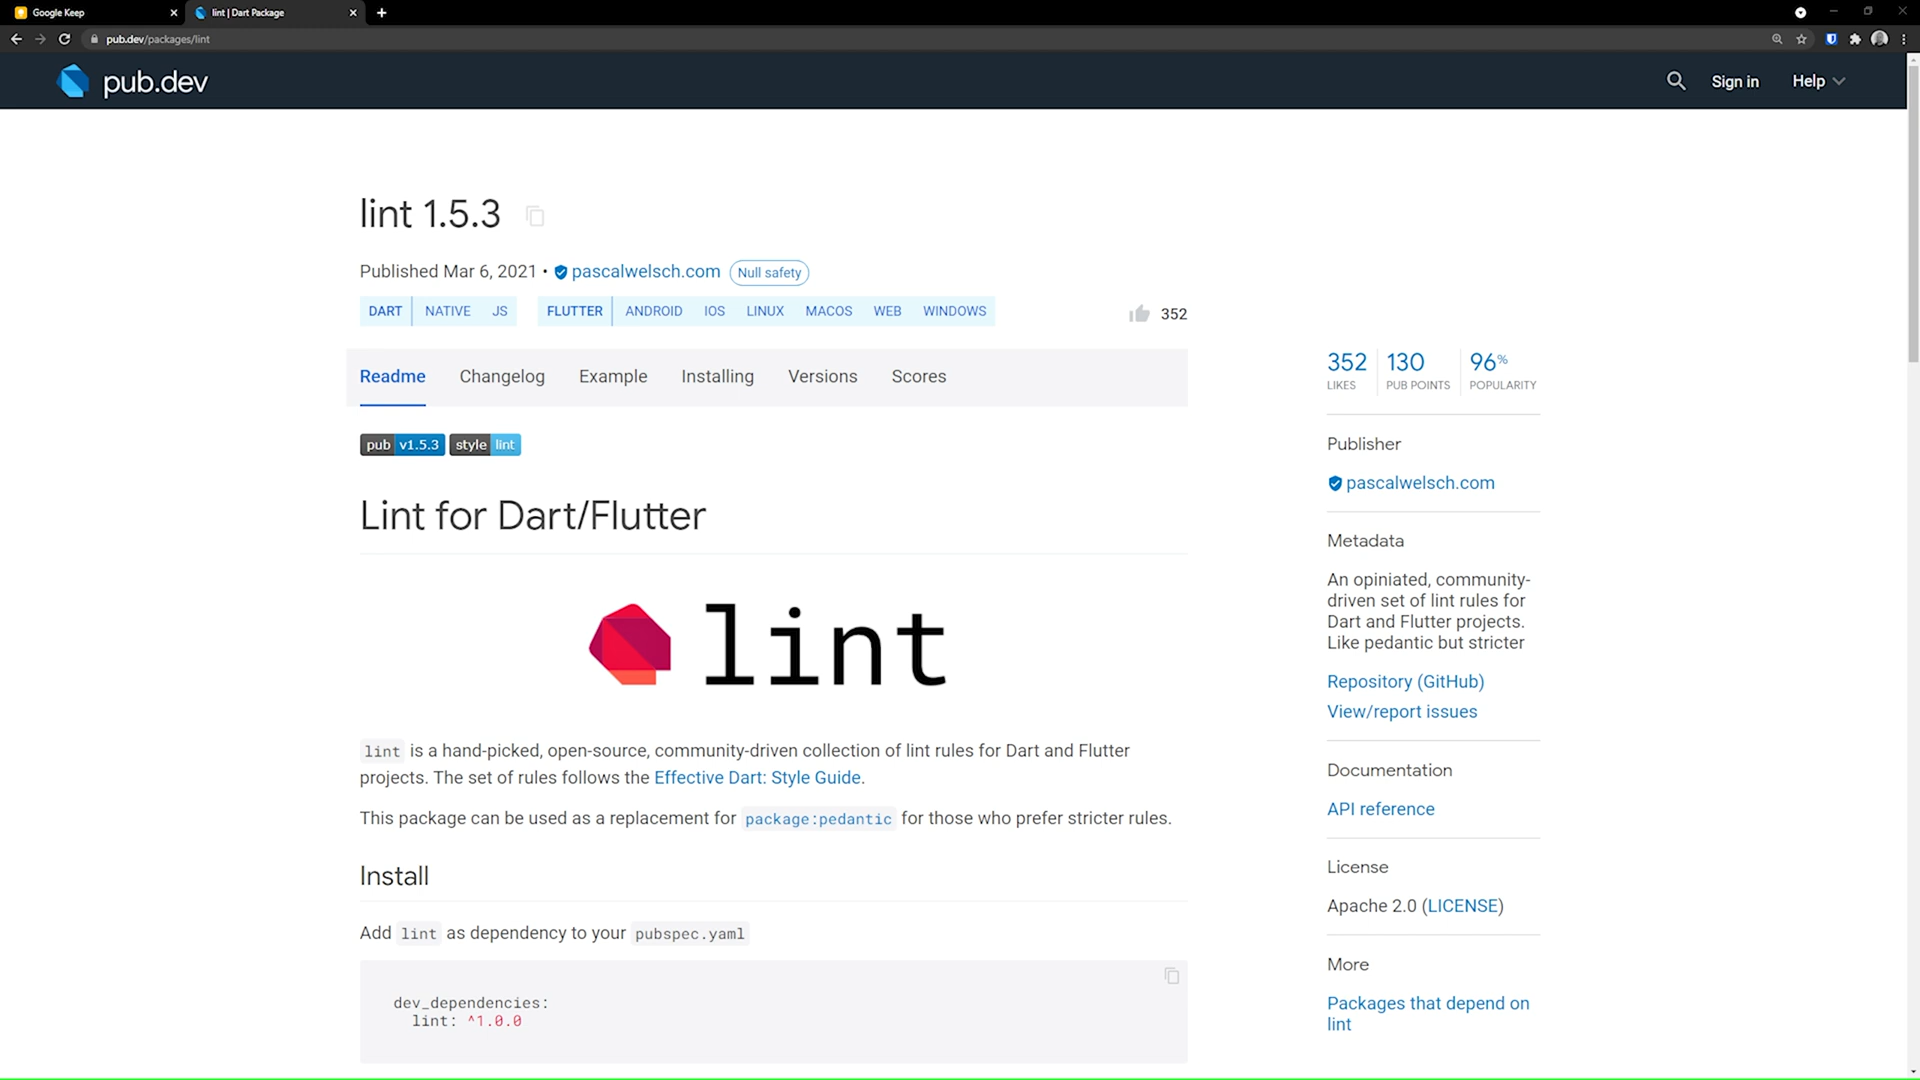 Google Keep
lint | Dart Package
pub.dev/packages/lint
pub.dev
Sign in
Help
lint 1.5.3
Published Mar 6, 2021 • pascalwelsch.com Null safety
DART NATIVE JS FLUTTER ANDROID IOS LINUX MACOS WEB WINDOWS
352
Readme Changelog Example Installing Versions Scores
pub v1.5.3 style lint
Lint for Dart/Flutter
lint
lint is a hand-picked, open-source, community-driven collection of lint rules for Dart and Flutter
projects. The set of rules follows the Effective Dart: Style Guide.
This package can be used as a replacement for package:pedantic for those who prefer stricter rules.
Install
Add lint as dependency to your pubspec.yaml
dev_dependencies:
lint: ^1.0.0
352 130 96%
LIKES PUB POINTS POPULARITY
Publisher
pascalwelsch.com
Metadata
An opiniated, community-
driven set of lint rules for
Dart and Flutter projects.
Like pedantic but stricter
Repository (GitHub)
View/report issues
Documentation
API reference
License
Apache 2.0 (LICENSE)
More
Packages that depend on
lint